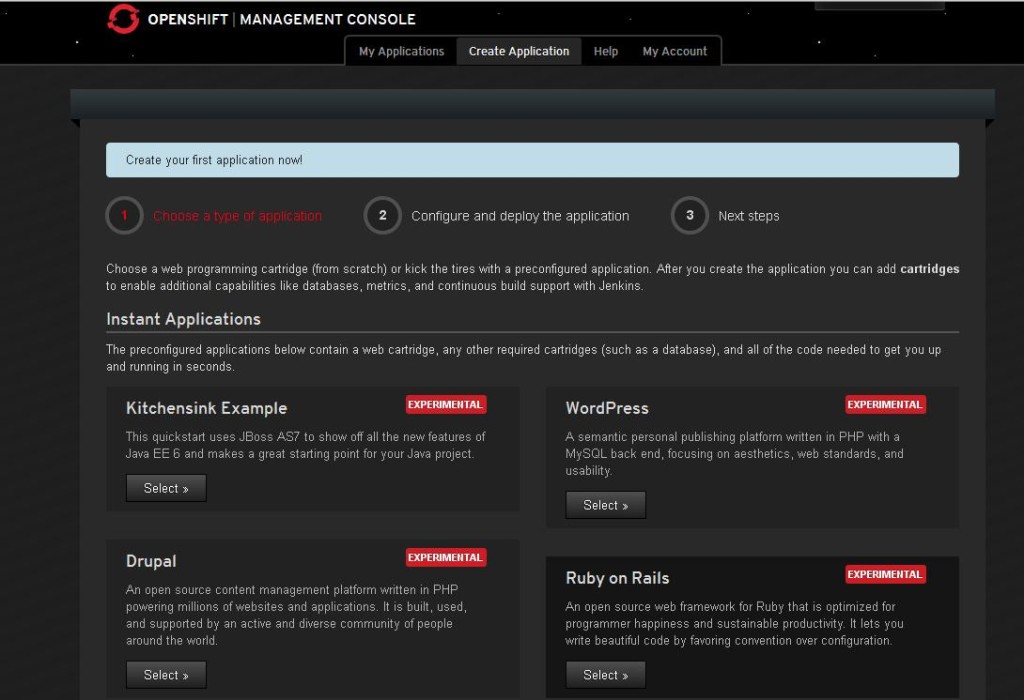 OPENSHIFT | MANAGEMENT CONSOLE
My Applications Create Application Help My Account
Create your first application now!
1 Choose a type of application 2 Configure and deploy the application 3 Next steps
Choose a web programming cartridge (from scratch) or kick the tires with a preconfigured application. After you create the application you can add cartridges
to enable additional capabilities like databases, metrics, and continuous build support with Jenkins.
Instant Applications
The preconfigured applications below contain a web cartridge, any other required cartridges (such as a database), and all of the code needed to get you up
and running in seconds.
Kitchensink Example EXPERIMENTAL
This quickstart uses JBoss AS7 to show off all the new features of
Java EE 6 and makes a great starting point for your Java project.
Select »
WordPress EXPERIMENTAL
A semantic personal publishing platform written in PHP with a
MySQL back end, focusing on aesthetics, web standards, and
usability.
Select »
Drupal EXPERIMENTAL
An open source content management platform written in PHP
powering millions of websites and applications. It is built, used,
and supported by an active and diverse community of people
around the world.
Select »
Ruby on Rails EXPERIMENTAL
An open source web framework for Ruby that is optimized for
programmer happiness and sustainable productivity. It lets you
write beautiful code by favoring convention over configuration.
Select »